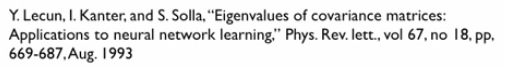 Y. Lecun, I. Kanter, and S. Solla, "Eigenvalues of covariance matrices:
Applications to neural network learning," Phys. Rev. lett., vol 67, no 18, pp,
669-687, Aug. 1993